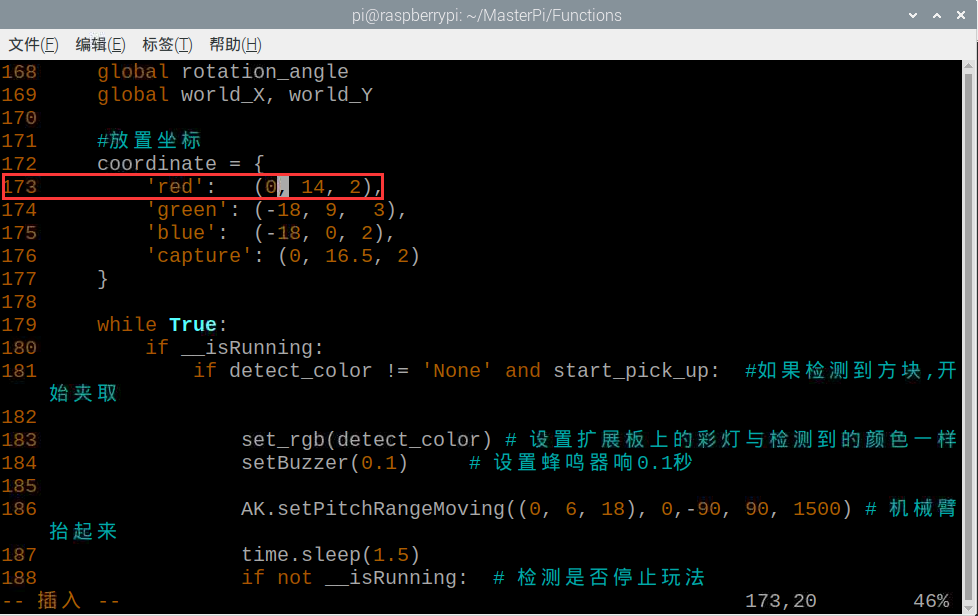 pi@raspberrypi: ~/MasterPi/Functions
文件(F) 编辑(E) 标签(T) 帮助(H)
168     global rotation_angle
169     global world_X, world_Y
170
171     #放置坐标
172     coordinate = {
173         'red':   (0, 14, 2),
174         'green': (-18, 9,  3),
175         'blue':  (-18, 0, 2),
176         'capture': (0, 16.5, 2)
177     }
178
179     while True:
180         if __isRunning:
181             if detect_color != 'None' and start_pick_up:  #如果检测到方块,开
始夹取
182
183                 set_rgb(detect_color) # 设置扩展板上的彩灯与检测到的颜色一样
184                 setBuzzer(0.1)     # 设置蜂鸣器响0.1秒
185
186                 AK.setPitchRangeMoving((0, 6, 18), 0,-90, 90, 1500) # 机械臂
抬起来
187                 time.sleep(1.5)
188                 if not __isRunning:  # 检测是否停止玩法
-- 插入 -- 173,20 46%